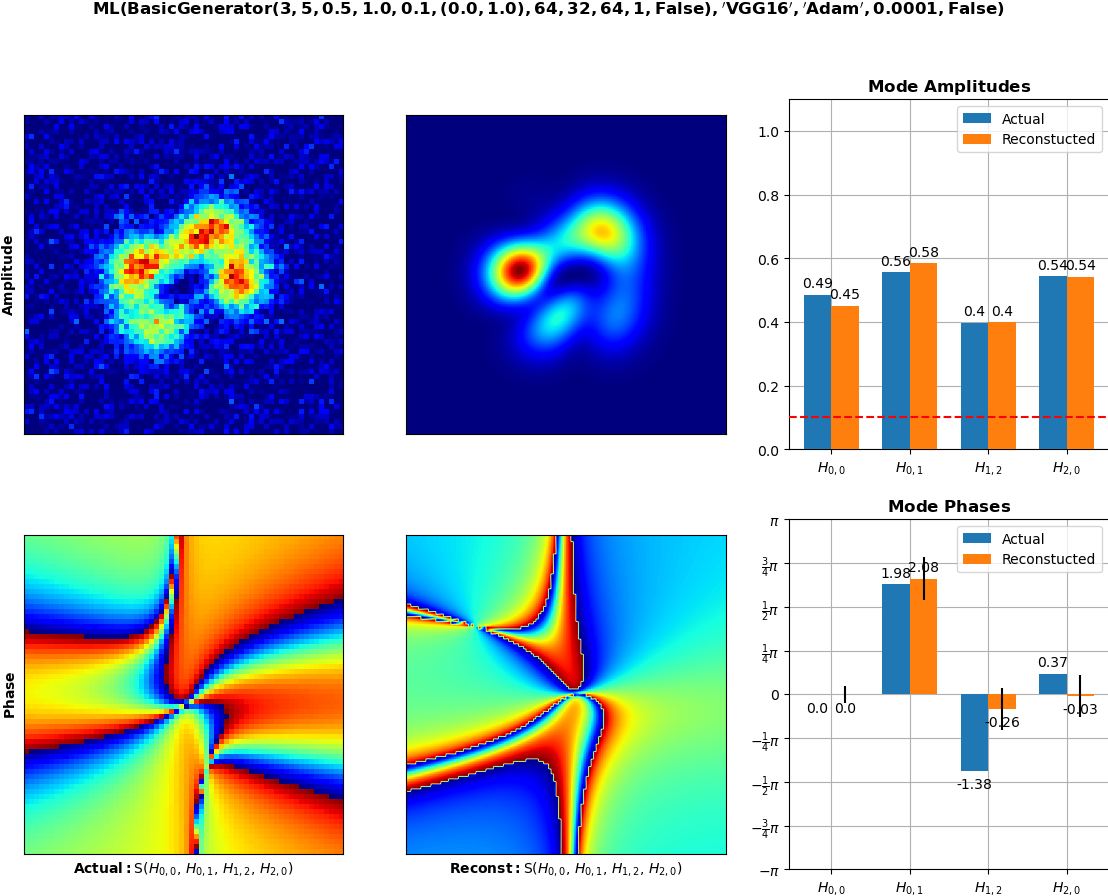 ML(BasicGenerator(3, 5, 0.5, 1.0, 0.1, (0.0, 1.0), 64, 32, 64, 1, False), 'VGG16', 'Adam', 0.0001, False)
Amplitude
Mode Amplitudes
Actual
Reconstucted
1.0
0.8
0.6
0.4
0.2
0.0
0.49 0.45 0.56 0.58 0.4 0.4 0.54 0.54
H0,0 H0,1 H1,2 H2,0
Phase
Actual: S(H0,0, H0,1, H1,2, H2,0)
Reconst: S(H0,0, H0,1, H1,2, H2,0)
Mode Phases
Actual
Reconstucted
π
3/4π
1/2π
1/4π
0
−1/4π
−1/2π
−3/4π
−π
0.0 0.0 1.98 2.08 -1.38 -0.26 0.37 -0.03
H0,0 H0,1 H1,2 H2,0